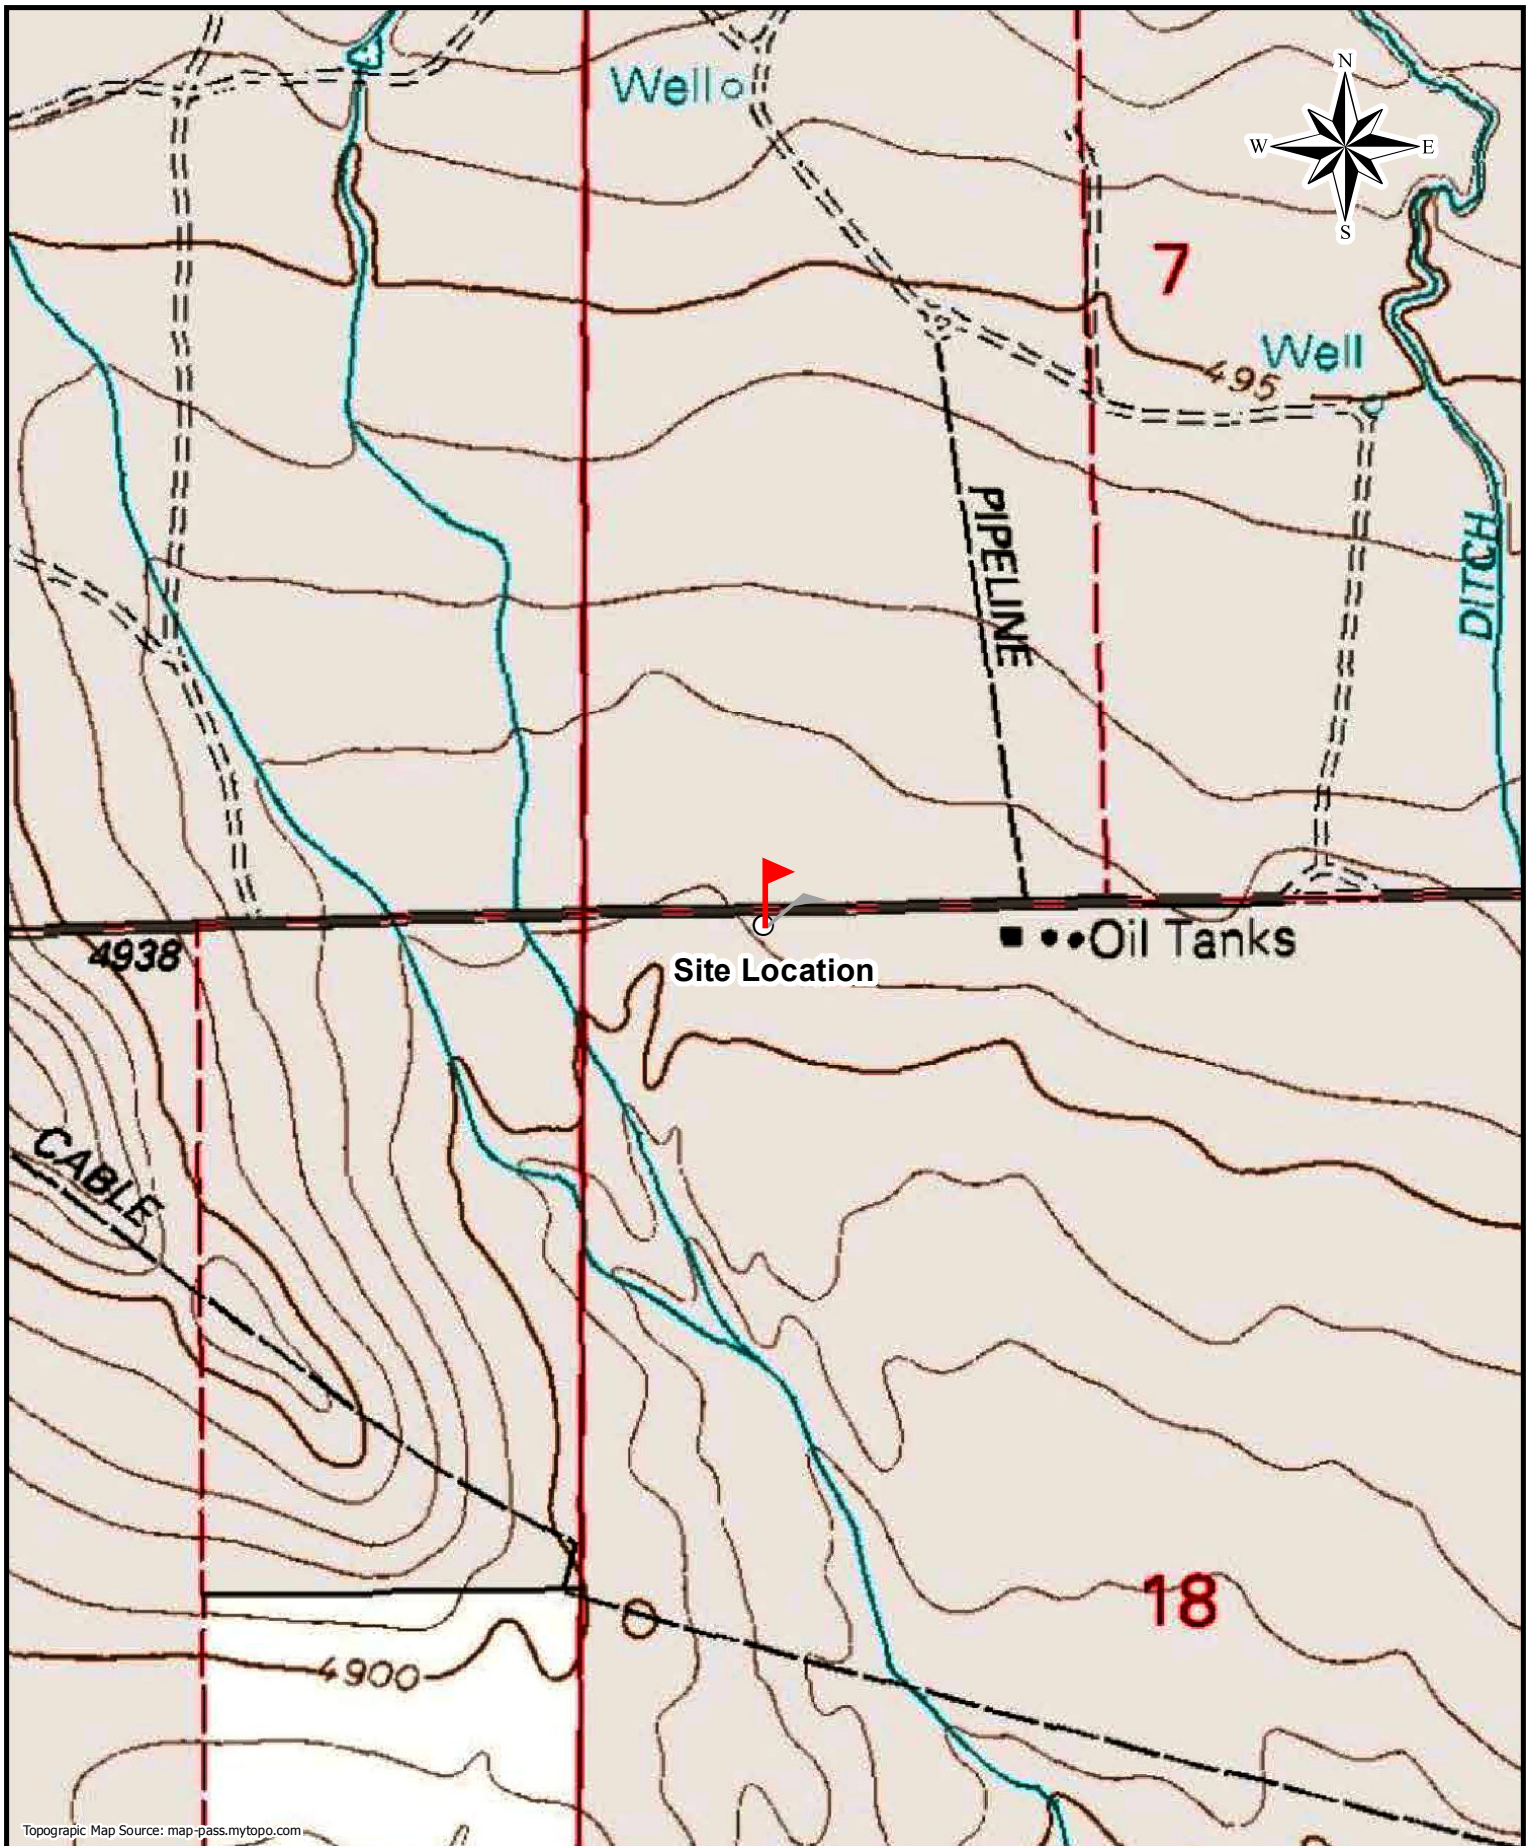 N
Well
W
E
S
7
Well
495
PIPELINE
DITCH
4938
Oil Tanks
Site Location
CABLE
18
4900
Topograpic Map Source: map-pass.mytopo.com